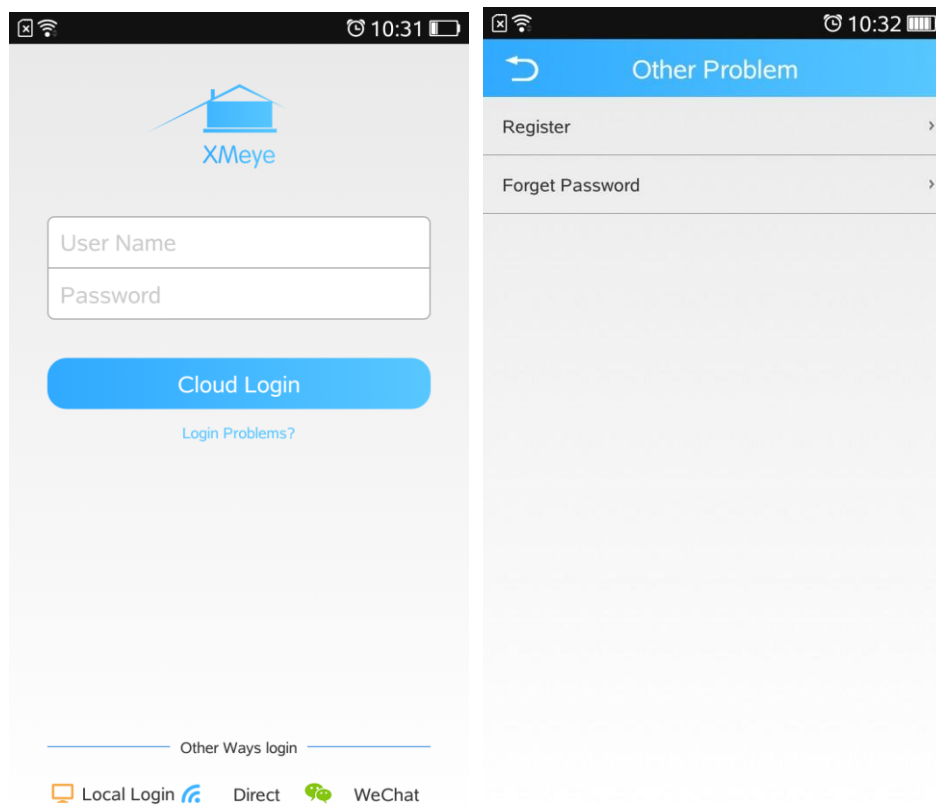 10:31
XMeye
User Name
Password
Cloud Login
Login Problems?
Other Ways login
Local Login Direct WeChat
10:32
Other Problem
Register
Forget Password